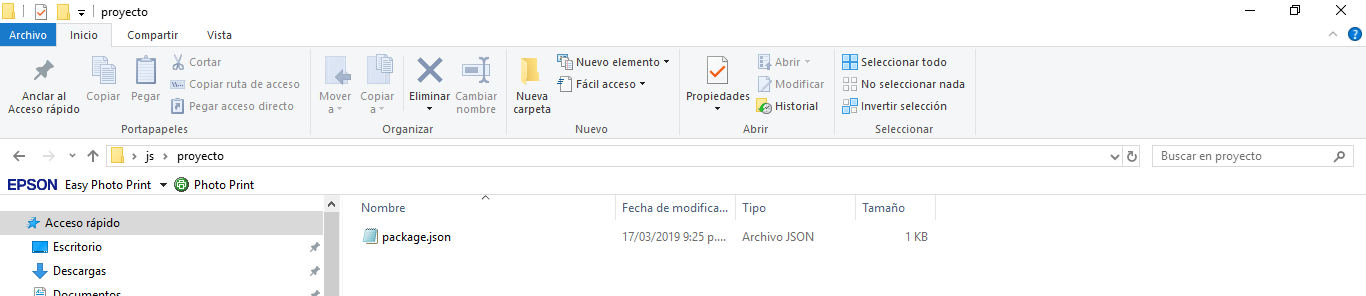 proyecto
Archivo Inicio Compartir Vista
Anclar al
Acceso rápido
Copiar
Pegar
Cortar
Copiar ruta de acceso
Pegar acceso directo
Portapapeles
Mover
a
Copiar
a
Eliminar
Cambiar
nombre
Organizar
Nueva
carpeta
Nuevo elemento
Fácil acceso
Nuevo
Propiedades
Abrir
Modificar
Historial
Abrir
Seleccionar todo
No seleccionar nada
Invertir selección
Seleccionar
js proyecto
Buscar en proyecto
EPSON Easy Photo Print Photo Print
Nombre Fecha de modifica... Tipo Tamaño
Acceso rápido
package.json 17/03/2019 9:25 p.... Archivo JSON 1 KB
Escritorio
Descargas
Documentos